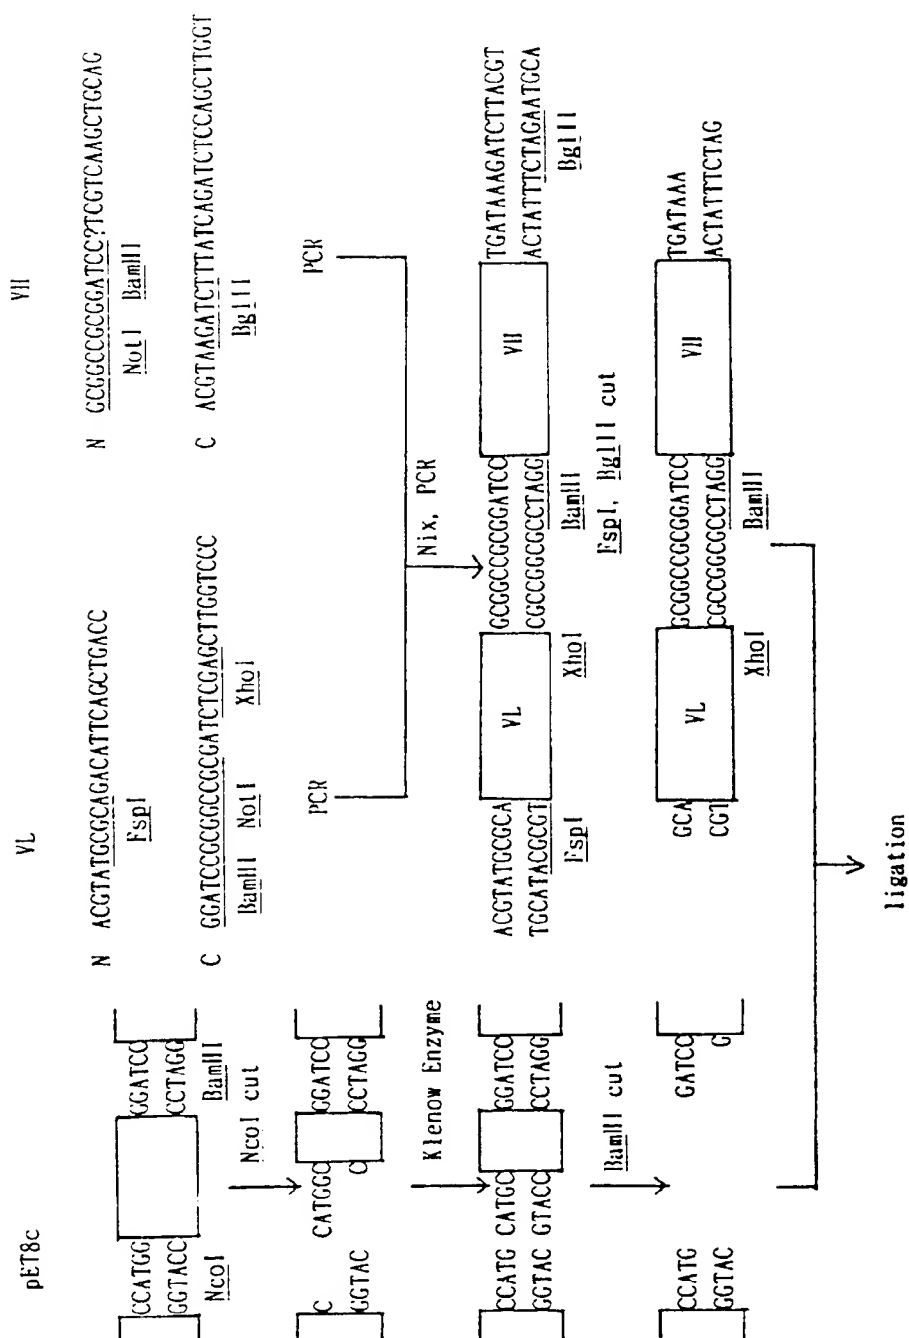 pET8c
CCATGG
GGTACC
NcoI
GGATCC
CCTAGG
BamHI
NcoI cut
C
GGTAC
CATGGC
C
GGATCC
CCTAGG
Klenow Enzyme
CCATG CATGC
GGTAC GTACC
GGATCC
CCTAGG
BamHI cut
CCATG
GGTAC
GATCC
G
VL
N ACGTATGCGCAGACATTCAGCTGACC
FspI
C GGATCCGCGGCCGCGATCTCGAGCTTGGTCCC
BamHI NotI XhoI
PCR
VH
N GCGGCCGCGGATCC?TCGTCAAGCTGCAG
NotI BamHI
C ACGTAAGATCTTTATCAGATCTCCAGCTTGGT
BglII
PCR
Nix, PCR
ACGTATGCGCA
TGCATACGCGT
FspI
VL
XhoI
GCGGCCGCGGATCC
CGCCGGCGCCTAGG
BamHI
VH
TGATAAAGATCTTACGT
ACTATTTCTAGAATGCA
BglII
FspI, BglII cut
GCA
CGT
VL
XhoI
GCGGCCGCGGATCC
CGCCGGCGCCTAGG
BamHI
VH
TGATAAA
ACTATTTCTAG
ligation